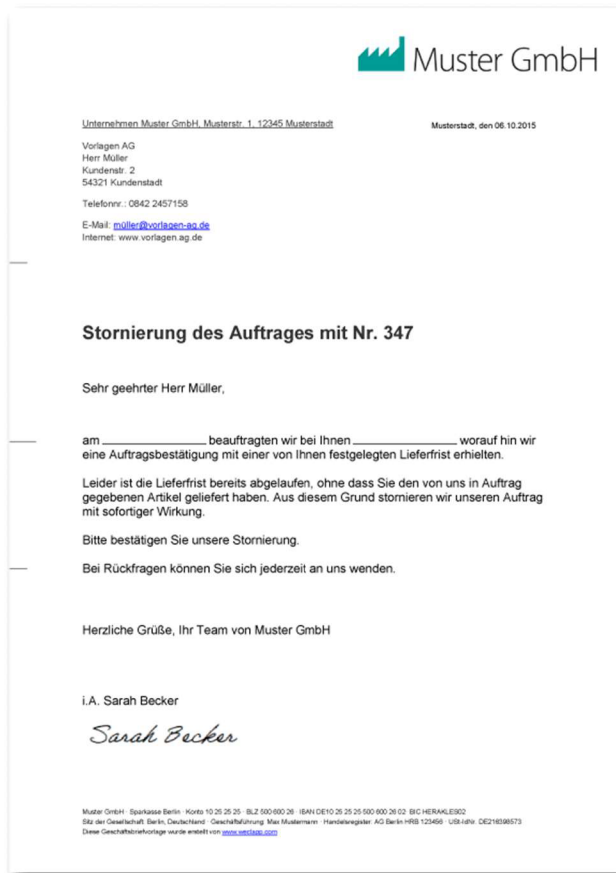 Muster GmbH
Unternehmen Muster GmbH, Musterstr. 1, 12345 Musterstadt
Musterstadt, den 06.10.2015
Vorlagen AG
Herr Müller
Kundenstr. 2
54321 Kundenstadt
Telefonnr.: 0842 2457158
E-Mail: müller@vorlagen-ag.de
Internet: www.vorlagen.ag.de
Stornierung des Auftrages mit Nr. 347
Sehr geehrter Herr Müller,
am ________________ beauftragten wir bei Ihnen ________________ worauf hin wir
eine Auftragsbestätigung mit einer von Ihnen festgelegten Lieferfrist erhielten.
Leider ist die Lieferfrist bereits abgelaufen, ohne dass Sie den von uns in Auftrag
gegebenen Artikel geliefert haben. Aus diesem Grund stornieren wir unseren Auftrag
mit sofortiger Wirkung.
Bitte bestätigen Sie unsere Stornierung.
Bei Rückfragen können Sie sich jederzeit an uns wenden.
Herzliche Grüße, Ihr Team von Muster GmbH
i.A. Sarah Becker
Sarah Becker
Muster GmbH · Sparkasse Berlin · Konto 10 25 25 25 · BLZ 500 600 26 · IBAN DE10 25 25 25 500 600 26 02· BIC HERAKLES02
Sitz der Gesellschaft: Berlin, Deutschland · Geschäftsführung: Max Mustermann · Handelsregister: AG Berlin HRB 123456 · USt-IdNr. DE216398573
Diese Geschäftsbriefvorlage wurde erstellt von www.weclapp.com